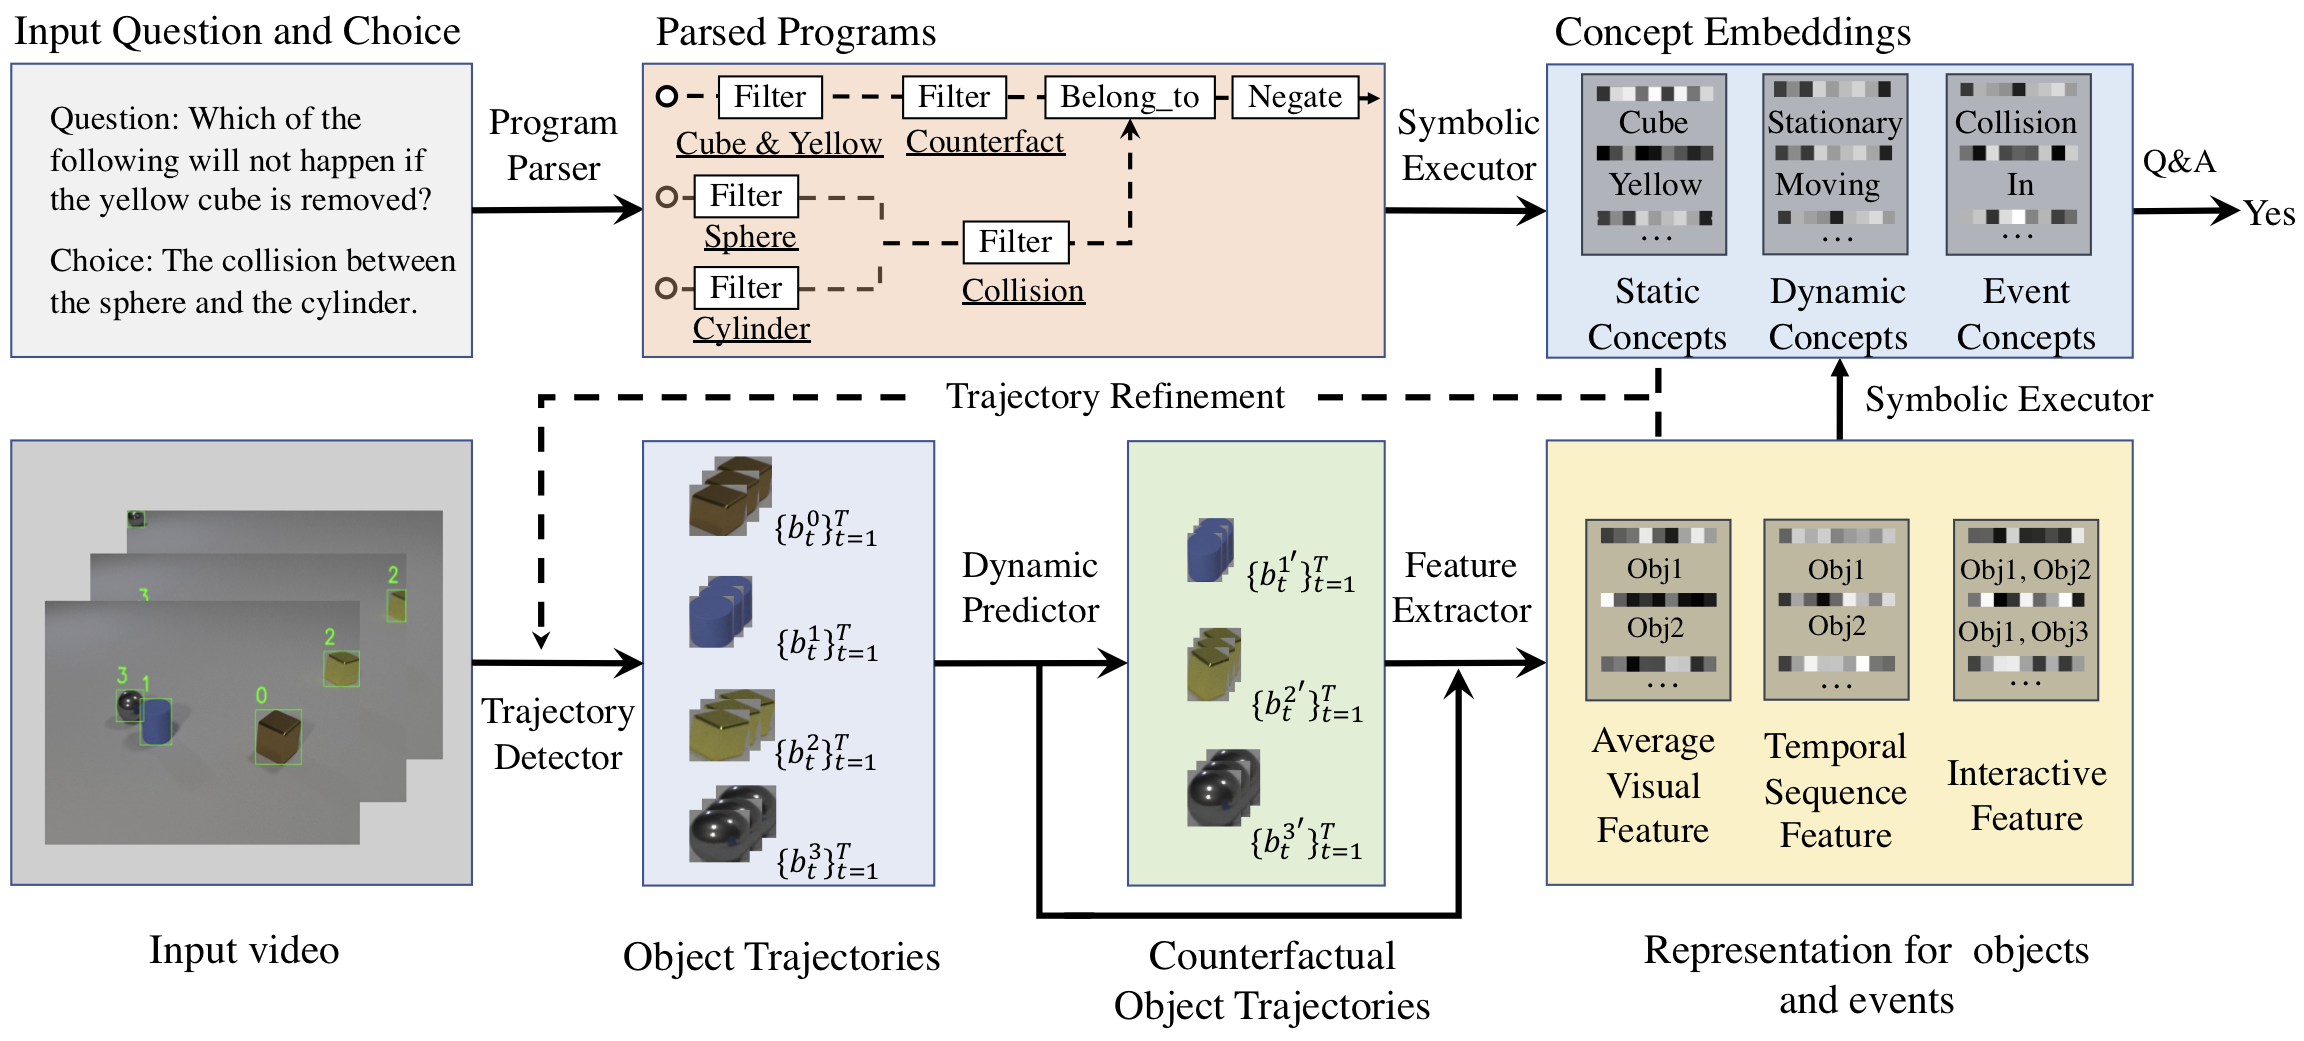 Input Question and Choice
Question: Which of the
following will not happen if
the yellow cube is removed?
Choice: The collision between
the sphere and the cylinder.
Program
Parser
Parsed Programs
Filter
Filter
Belong_to
Negate
Cube & Yellow
Counterfact
Filter
Sphere
Filter
Collision
Filter
Cylinder
Symbolic
Executor
Concept Embeddings
Cube
Yellow
...
Static
Concepts
Stationary
Moving
...
Dynamic
Concepts
Collision
In
...
Event
Concepts
Q&A
Yes
Trajectory Refinement
Symbolic Executor
3
2
2
3
1
0
Input video
Trajectory
Detector
{b_t^0}_{t=1}^T
{b_t^1}_{t=1}^T
{b_t^2}_{t=1}^T
{b_t^3}_{t=1}^T
Object Trajectories
Dynamic
Predictor
{b_t^{1'}}_{t=1}^T
{b_t^{2'}}_{t=1}^T
{b_t^{3'}}_{t=1}^T
Counterfactual
Object Trajectories
Feature
Extractor
Obj1
Obj2
...
Average
Visual
Feature
Obj1
Obj2
...
Temporal
Sequence
Feature
Obj1, Obj2
Obj1, Obj3
...
Interactive
Feature
Representation for objects
and events